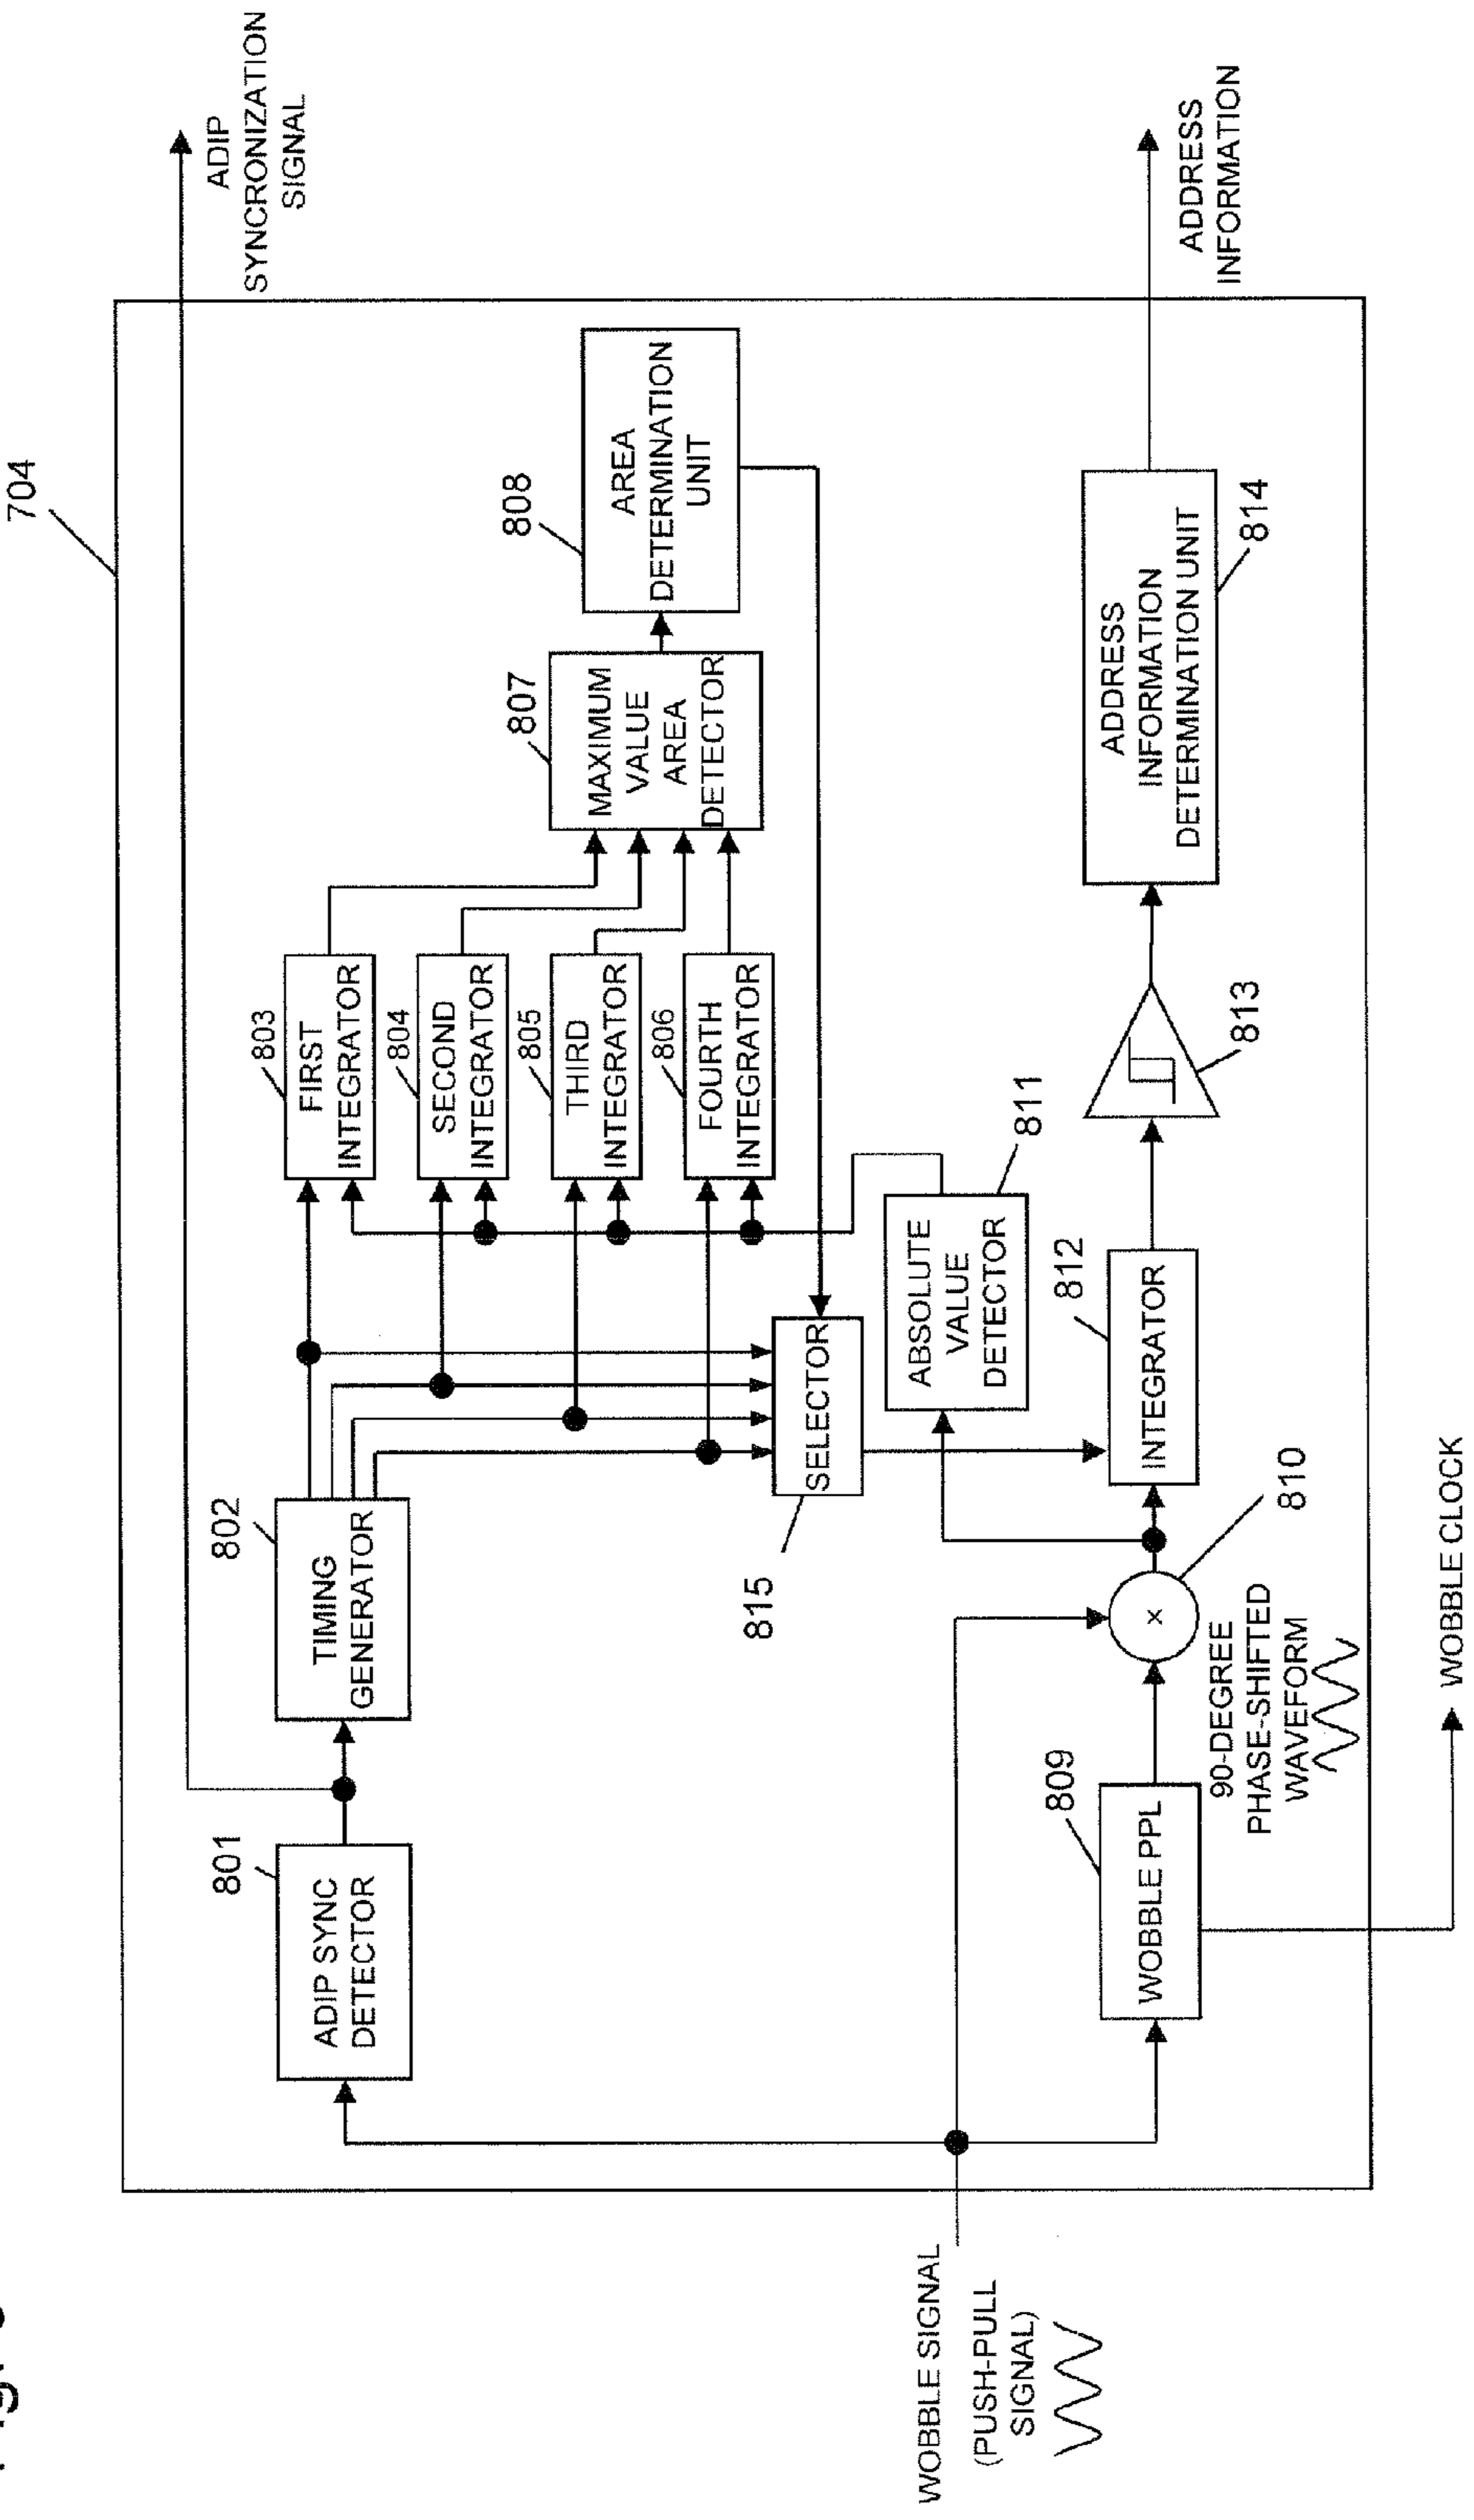 704
ADIP
SYNCRONIZATION
SIGNAL
801
ADIP SYNC
DETECTOR
802
TIMING
GENERATOR
803
FIRST
INTEGRATOR
804
SECOND
INTEGRATOR
805
THIRD
INTEGRATOR
806
FOURTH
INTEGRATOR
807
MAXIMUM
VALUE
AREA
DETECTOR
808
AREA
DETERMINATION
UNIT
815
SELECTOR
811
ABSOLUTE
VALUE
DETECTOR
WOBBLE SIGNAL
(PUSH-PULL
SIGNAL)
809
WOBBLE PPL
90-DEGREE
PHASE-SHIFTED
WAVEFORM
810
×
812
INTEGRATOR
813
ADDRESS
INFORMATION
DETERMINATION UNIT
814
ADDRESS
INFORMATION
WOBBLE CLOCK